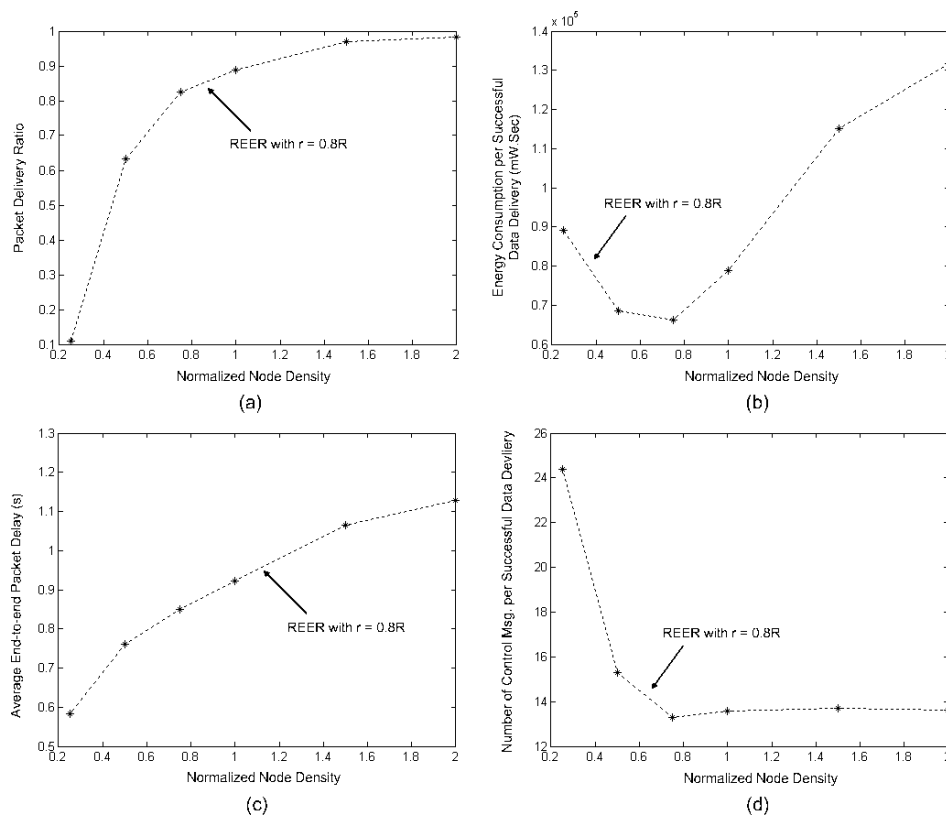 1
0.9
0.8
0.7
0.6
0.5
0.4
0.3
0.2
0.1
Packet Delivery Ratio
REER with r = 0.8R
0.2 0.4 0.6 0.8 1 1.2 1.4 1.6 1.8 2
Normalized Node Density
(a)
x 10^5
1.4
1.3
1.2
1.1
1
0.9
0.8
0.7
0.6
Energy Consumption per Successful
Data Delivery (mW.Sec)
REER with r = 0.8R
0.2 0.4 0.6 0.8 1 1.2 1.4 1.6 1.8 2
Normalized Node Density
(b)
1.3
1.2
1.1
1
0.9
0.8
0.7
0.6
0.5
Average End-to-end Packet Delay (s)
REER with r = 0.8R
0.2 0.4 0.6 0.8 1 1.2 1.4 1.6 1.8 2
Normalized Node Density
(c)
26
24
22
20
18
16
14
12
Number of Control Msg. per Successful Data Devliery
REER with r = 0.8R
0.2 0.4 0.6 0.8 1 1.2 1.4 1.6 1.8 2
Normalized Node Density
(d)